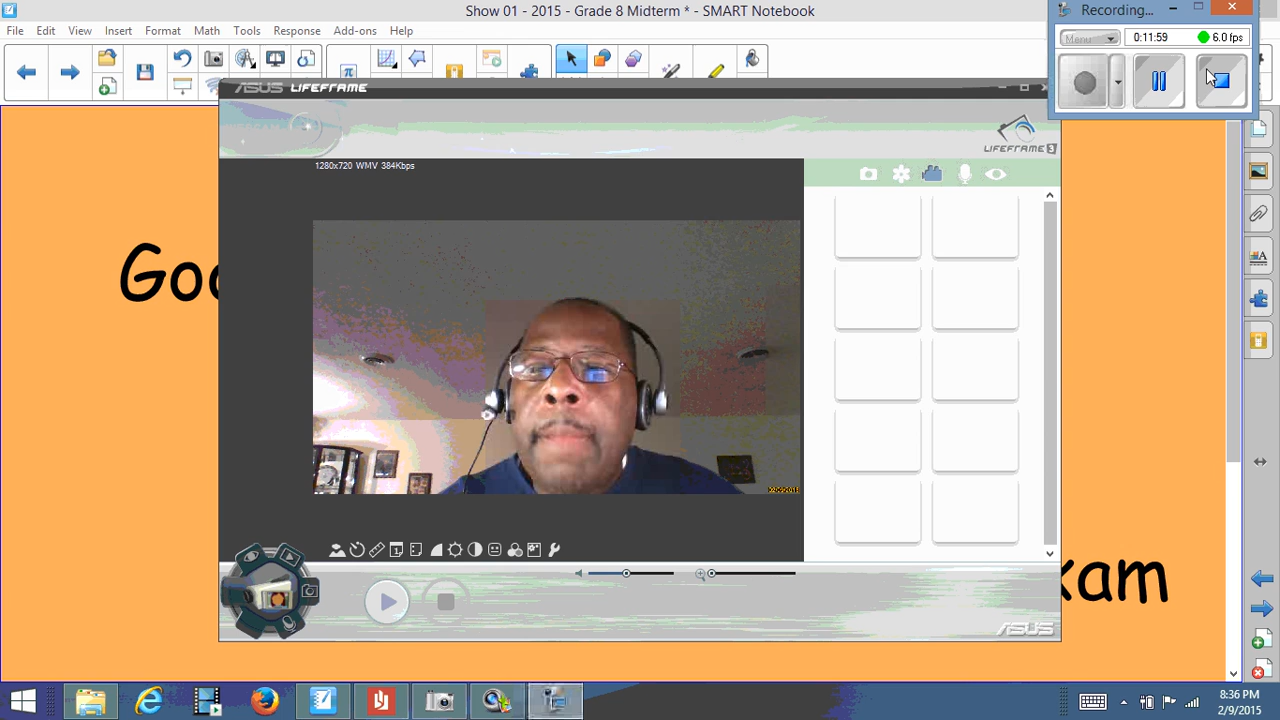 Show 01 - 2015 - Grade 8 Midterm * - SMART Notebook
Recording...
File Edit View Insert Format Math Tools Response Add-ons Help
Menu
0:11:59
6.0 fps
ASUS LIFEFRAME
LIFEFRAME 3
1280x720 WMV 384Kbps
Goo
xam
ASUS
8:36 PM
2/9/2015